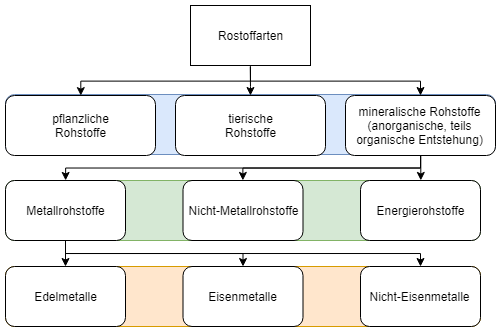 Rostoffarten
pflanzliche
Rohstoffe
tierische
Rohstoffe
mineralische Rohstoffe
(anorganische, teils
organische Entstehung)
Metallrohstoffe
Nicht-Metallrohstoffe
Energierohstoffe
Edelmetalle
Eisenmetalle
Nicht-Eisenmetalle